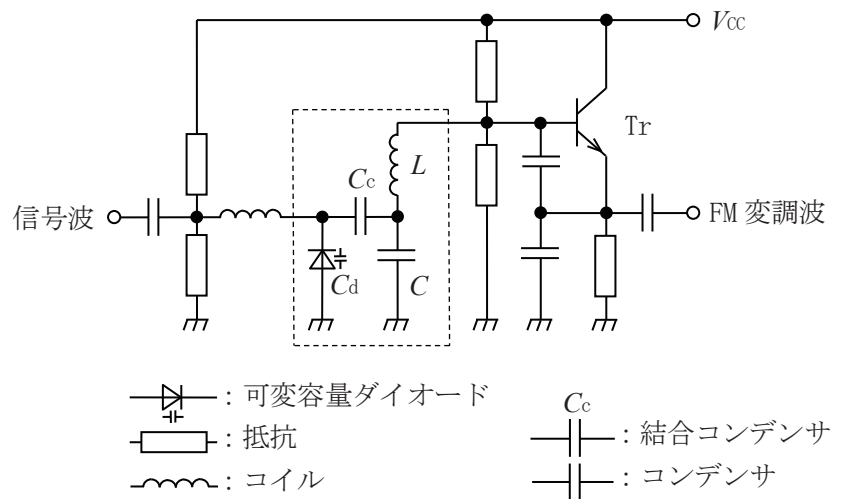 VCC
Tr
L
Cc
信号波
FM 変調波
Cd
C
：可変容量ダイオード
Cc
：抵抗
：結合コンデンサ
：コイル
：コンデンサ